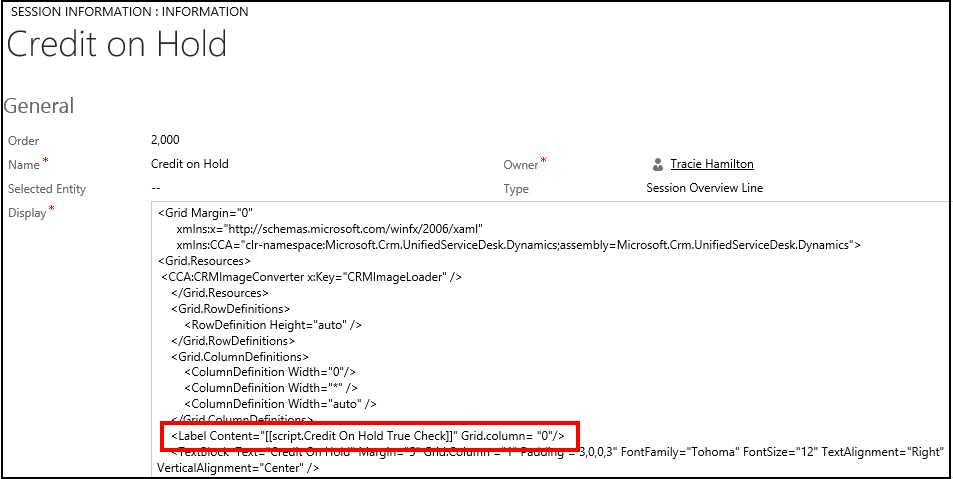 SESSION INFORMATION : INFORMATION
Credit on Hold
General
Order 2,000
Name * Credit on Hold Owner * Tracie Hamilton
Selected Entity -- Type Session Overview Line
Display * <Grid Margin="0"
xmlns:x="http://schemas.microsoft.com/winfx/2006/xaml"
xmlns:CCA="clr-namespace:Microsoft.Crm.UnifiedServiceDesk.Dynamics;assembly=Microsoft.Crm.UnifiedServiceDesk.Dynamics">
<Grid.Resources>
<CCA:CRMImageConverter x:Key="CRMImageLoader" />
</Grid.Resources>
<Grid.RowDefinitions>
<RowDefinition Height="auto" />
</Grid.RowDefinitions>
<Grid.ColumnDefinitions>
<ColumnDefinition Width="0"/>
<ColumnDefinition Width="*" />
<ColumnDefinition Width="auto" />
</Grid.ColumnDefinitions>
<Label Content="[[script.Credit On Hold True Check]]" Grid.column= "0"/>
<TextBlock Text="Credit On Hold" Margin="5" Grid.Column ="1" Padding = 3,0,0,3" FontFamily="Tohoma" FontSize="12" TextAlignment="Right"
VerticalAlignment="Center" />